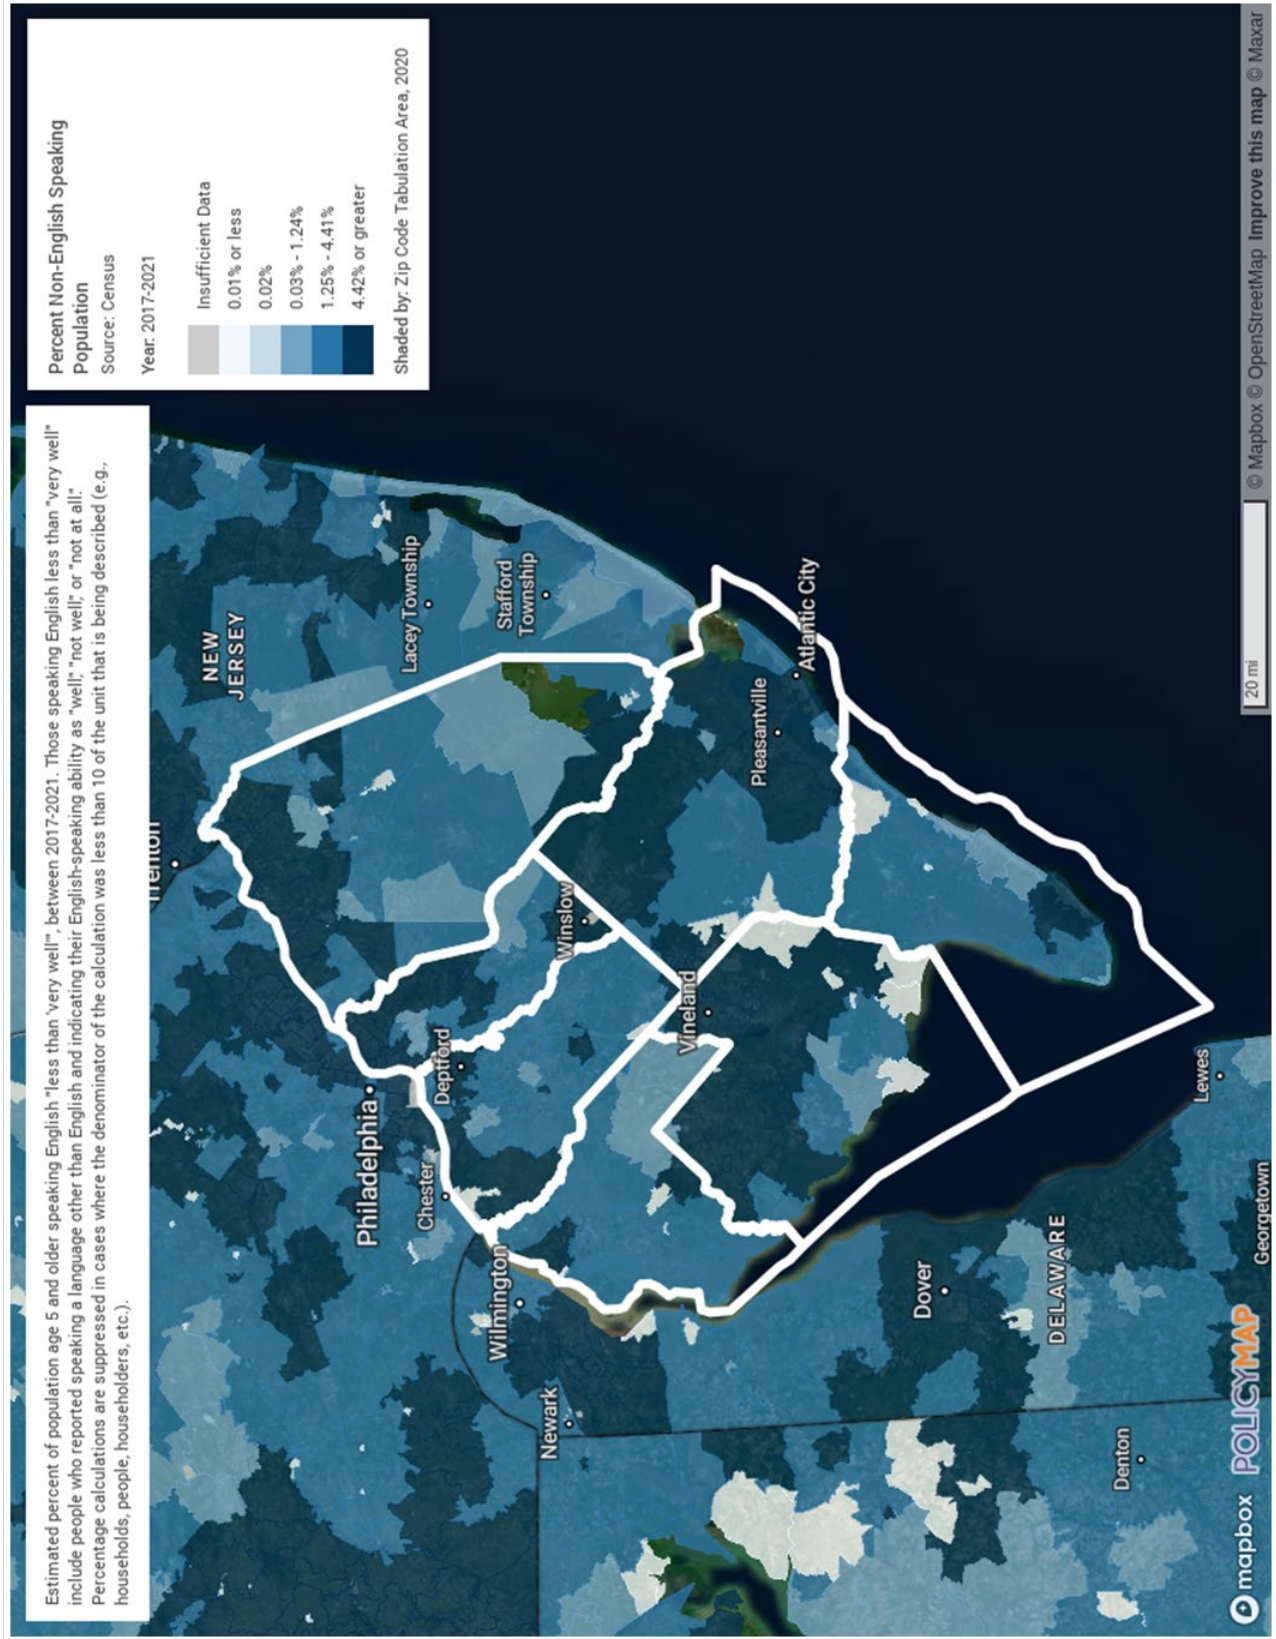 Estimated percent of population age 5 and older speaking English "less than 'very well'", between 2017-2021. Those speaking English less than "very well"
include people who reported speaking a language other than English and indicating their English-speaking ability as "well," "not well," or "not at all."
Percentage calculations are suppressed in cases where the denominator of the calculation was less than 10 of the unit that is being described (e.g.,
households, people, householders, etc.).
Percent Non-English Speaking
Population
Source: Census
Year: 2017-2021
Insufficient Data
0.01% or less
0.02%
0.03% - 1.24%
1.25% - 4.41%
4.42% or greater
Shaded by: Zip Code Tabulation Area, 2020
Trenton
NEW
JERSEY
Lacey Township
Stafford
Township
Philadelphia
Chester
Deptford
Winslow
Wilmington
Newark
Vineland
Pleasantville
Atlantic City
Dover
DELAWARE
Denton
Lewes
Georgetown
mapbox
POLICYMAP
20 mi
© Mapbox © OpenStreetMap Improve this map © Maxar